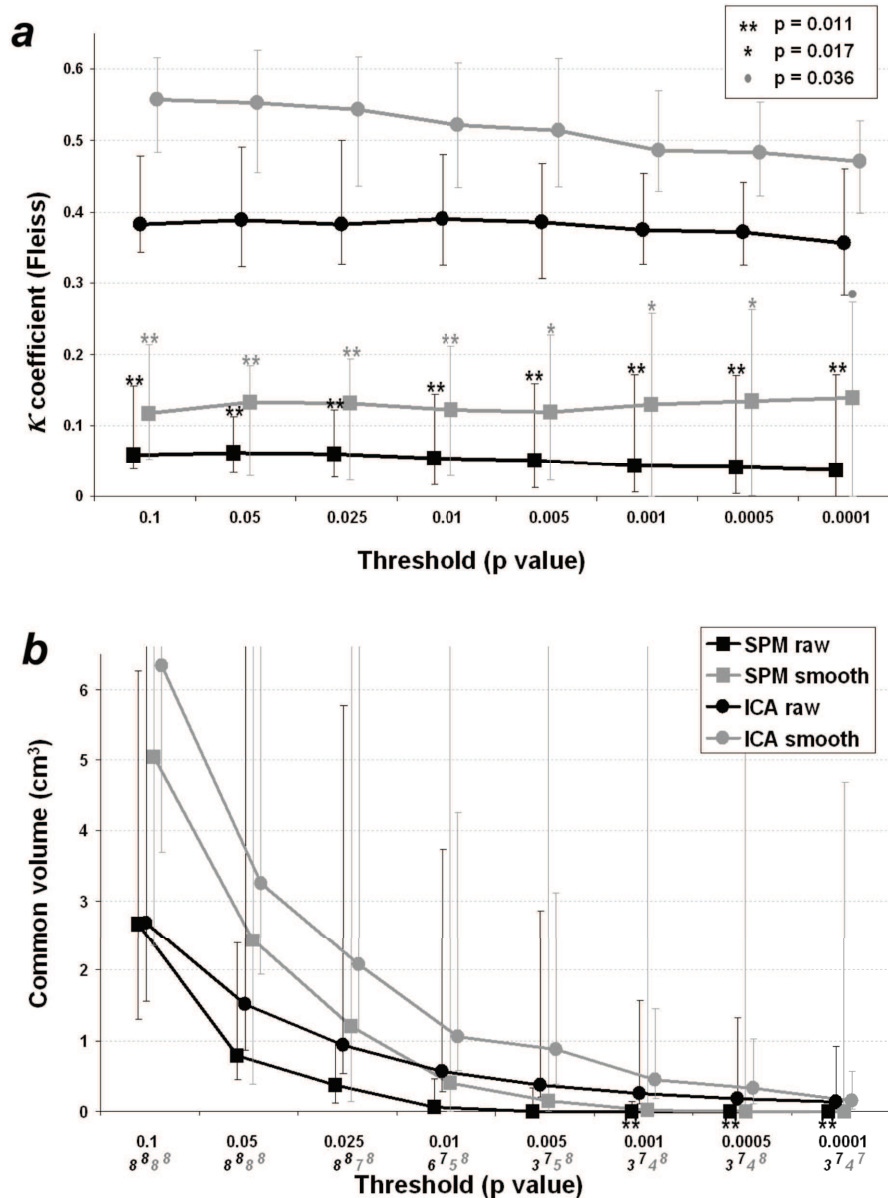 a
** p = 0.011
* p = 0.017
• p = 0.036
0.6
0.5
0.4
0.3
0.2
0.1
0
K coefficient (Fleiss)
** ** ** ** * * * •
** ** ** ** ** ** ** **
0.1 0.05 0.025 0.01 0.005 0.001 0.0005 0.0001
Threshold (p value)
b
SPM raw
SPM smooth
ICA raw
ICA smooth
6
5
4
3
2
1
0
Common volume (cm³)
** ** **
0.1 0.05 0.025 0.01 0.005 0.001 0.0005 0.0001
8 8 8 8 8 8 8 8 8 8 7 8 6 7 5 8 3 7 5 8 3 7 4 8 3 7 4 8 3 7 4 7
Threshold (p value)